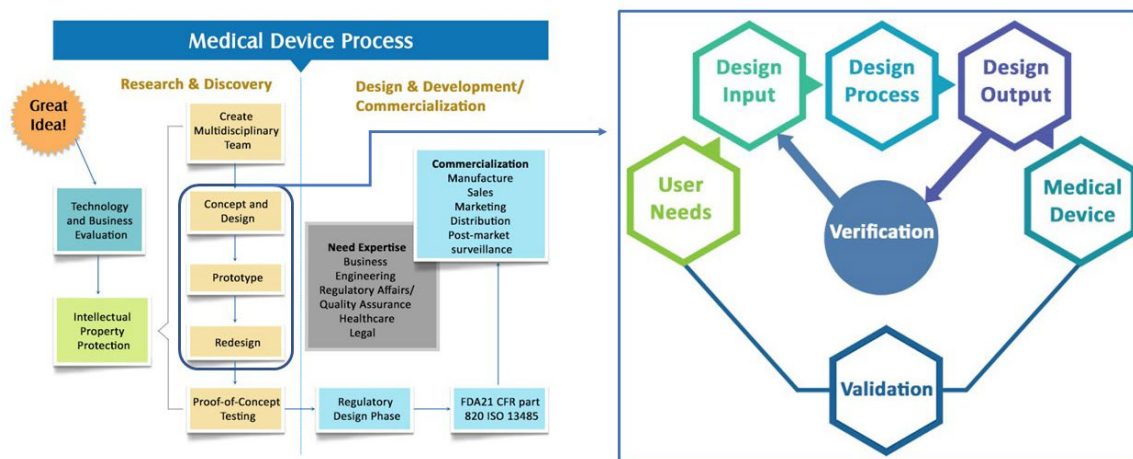 Medical Device Process
Research & Discovery
Design & Development/
Commercialization
Great
Idea!
Technology
and Business
Evaluation
Intellectual
Property
Protection
Create
Multidisciplinary
Team
Concept and
Design
Prototype
Redesign
Proof-of-Concept
Testing
Need Expertise
Business
Engineering
Regulatory Affairs/
Quality Assurance
Healthcare
Legal
Commercialization
Manufacture
Sales
Marketing
Distribution
Post-market
surveillance
Regulatory
Design Phase
FDA21 CFR part
820 ISO 13485
User
Needs
Design
Input
Design
Process
Design
Output
Medical
Device
Verification
Validation